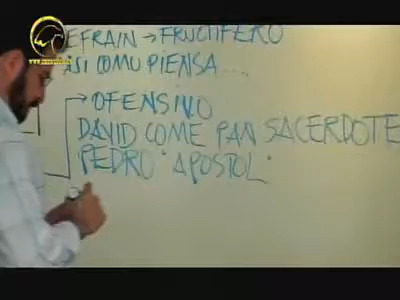 EFRAIN → FRUCTIFERO
ASI COMO PIENSA....
→ OFENSIVO
DAVID COME PAN SACERDOTE
PEDRO "APOSTOL"